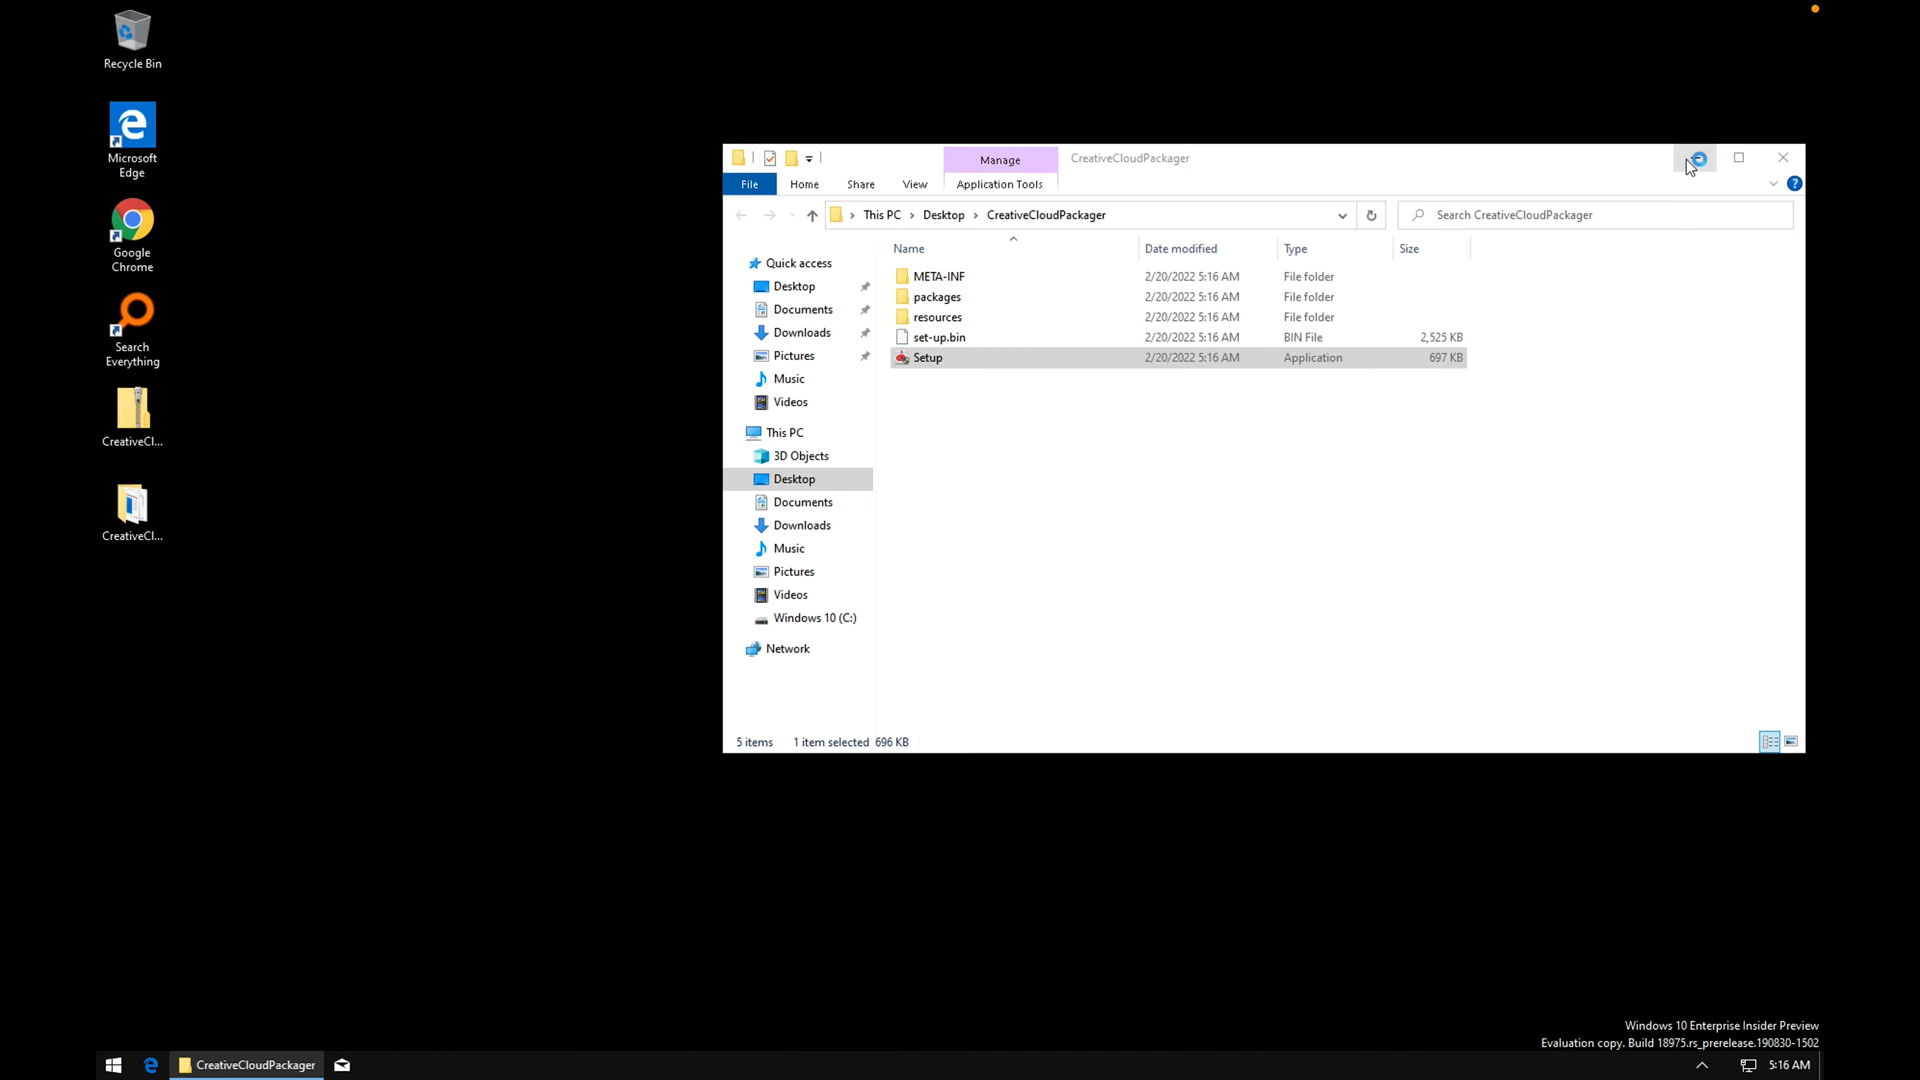 Recycle Bin
Microsoft
Edge
Google
Chrome
Search
Everything
CreativeCl...
CreativeCl...
Manage
CreativeCloudPackager
File
Home
Share
View
Application Tools
This PC
Desktop
CreativeCloudPackager
Search CreativeCloudPackager
Name
Date modified
Type
Size
META-INF 2/20/2022 5:16 AM File folder
packages 2/20/2022 5:16 AM File folder
resources 2/20/2022 5:16 AM File folder
set-up.bin 2/20/2022 5:16 AM BIN File 2,525 KB
Setup 2/20/2022 5:16 AM Application 697 KB
Quick access
Desktop
Documents
Downloads
Pictures
Music
Videos
This PC
3D Objects
Desktop
Documents
Downloads
Music
Pictures
Videos
Windows 10 (C:)
Network
5 items 1 item selected 696 KB
Windows 10 Enterprise Insider Preview
Evaluation copy. Build 18975.rs_prerelease.190830-1502
CreativeCloudPackager
5:16 AM